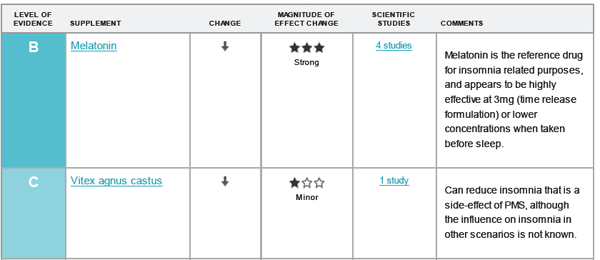 LEVEL OF EVIDENCE
SUPPLEMENT
CHANGE
MAGNITUDE OF EFFECT CHANGE
SCIENTIFIC STUDIES
COMMENTS
B
Melatonin
Strong
4 studies
Melatonin is the reference drug
for insomnia related purposes,
and appears to be highly
effective at 3mg (time release
formulation) or lower
concentrations when taken
before sleep.
C
Vitex agnus castus
Minor
1 study
Can reduce insomnia that is a
side-effect of PMS, although
the influence on insomnia in
other scenarios is not known.